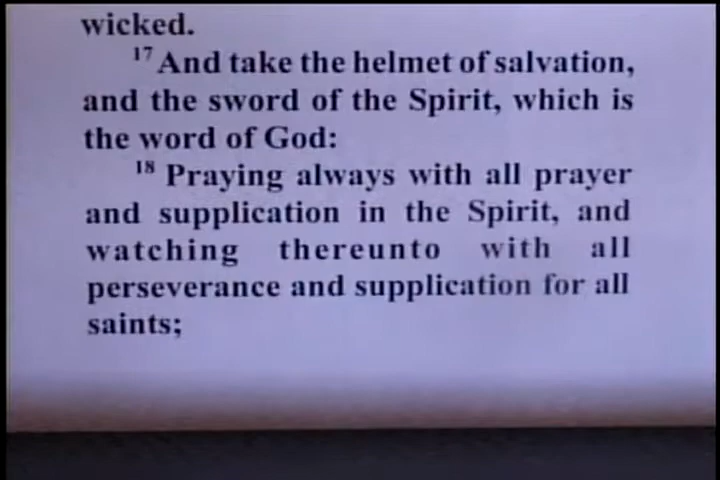 wicked.
17 And take the helmet of salvation,
and the sword of the Spirit, which is
the word of God:
18 Praying always with all prayer
and supplication in the Spirit, and
watching thereunto with all
perseverance and supplication for all
saints;